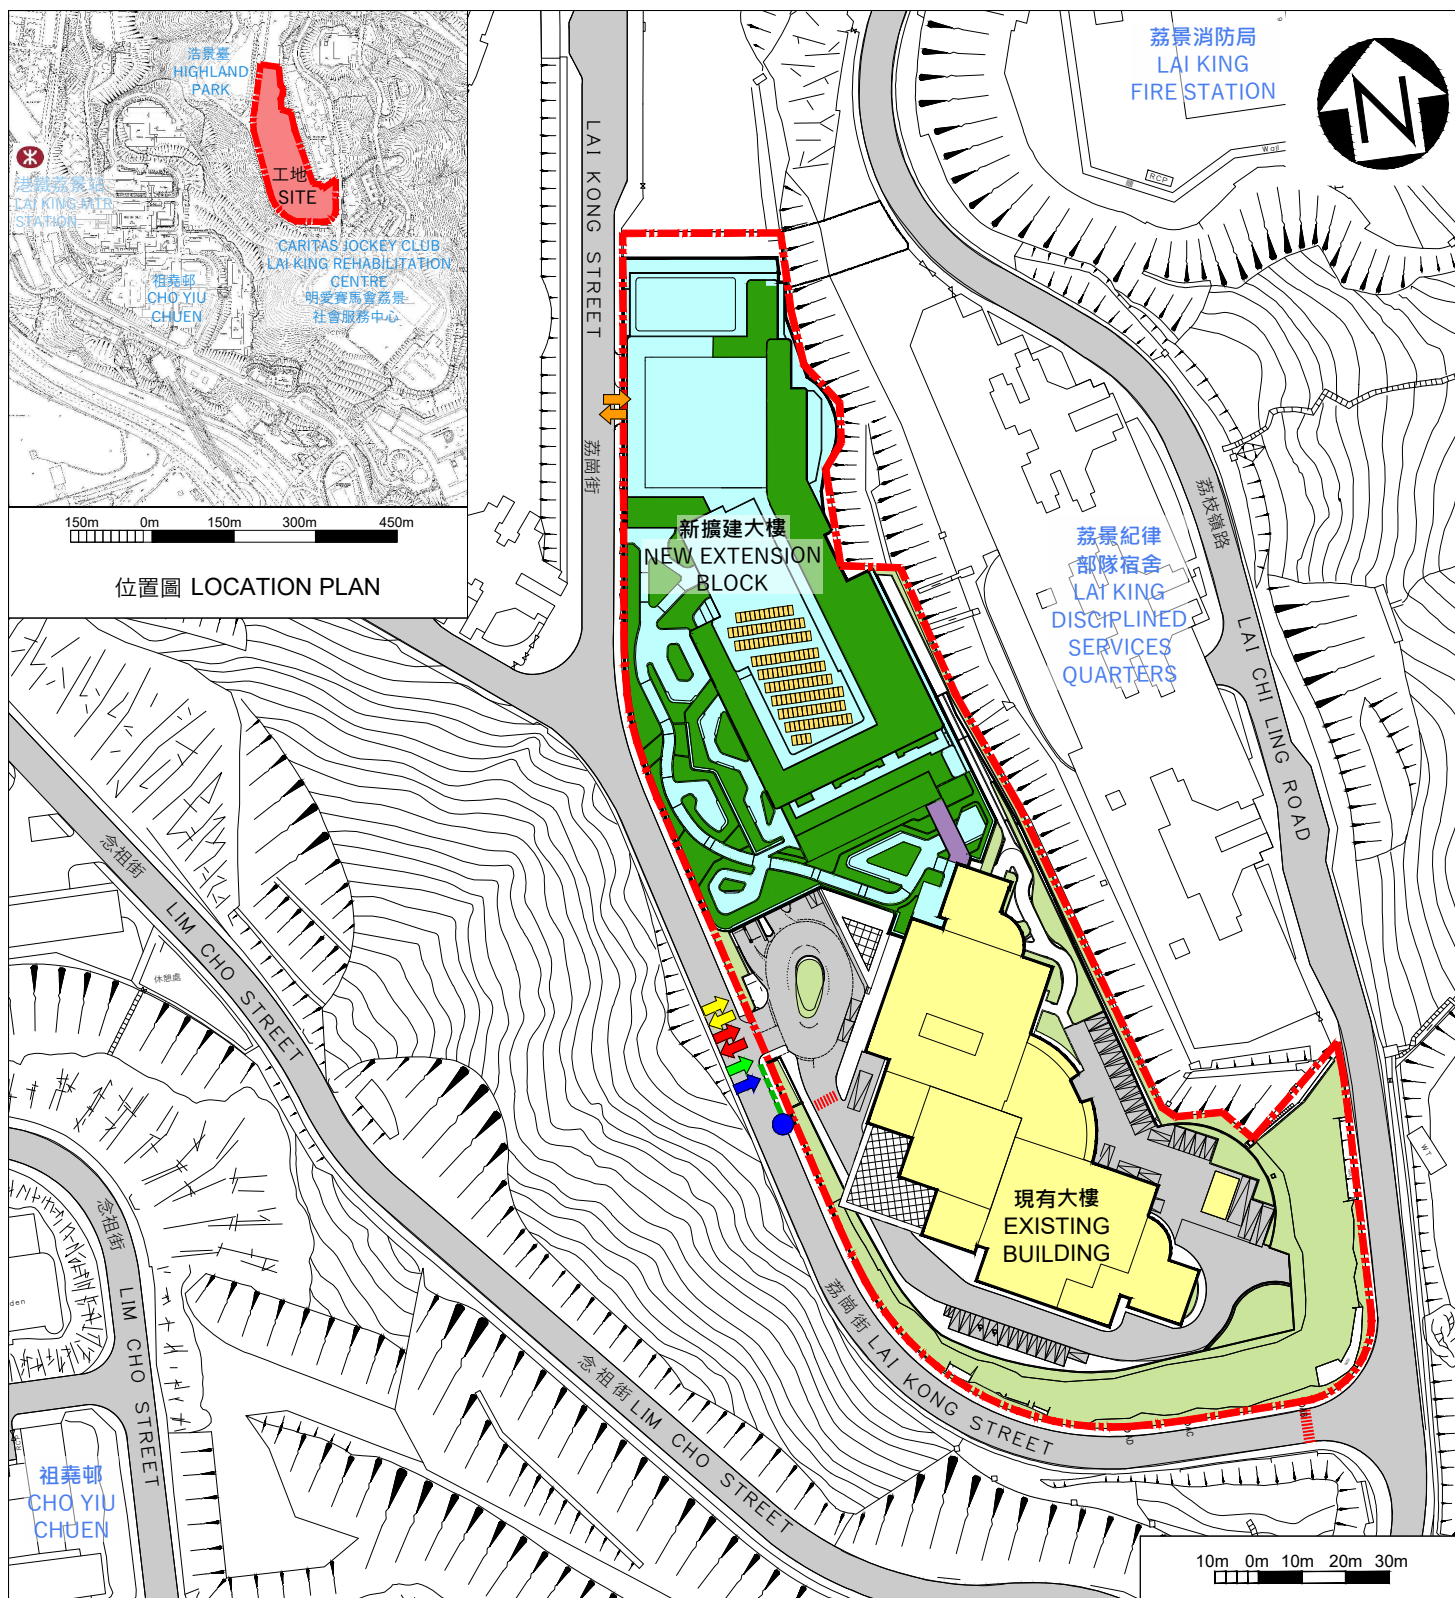 浩景臺
HIGHLAND
PARK
工地
SITE
港鐵荔景站
LAI KING MTR
STATION
CARITAS JOCKEY CLUB
LAI KING REHABILITATION
CENTRE
明愛賽馬會荔景
社會服務中心
祖堯邨
CHO YIU
CHUEN
150m 0m 150m 300m 450m
位置圖 LOCATION PLAN
荔景消防局
LAI KING
FIRE STATION
N
RCP
Wall
LAI KONG STREET
荔崗街
新擴建大樓
NEW EXTENSION
BLOCK
荔景紀律
部隊宿舍
LAI KING
DISCIPLINED
SERVICES
QUARTERS
荔枝嶺路
LAI CHI LING ROAD
念祖街
LIM CHO STREET
休憩處
現有大樓
EXISTING
BUILDING
WT
荔崗街 LAI KONG STREET
念祖街
LIM CHO STREET
念祖街 LIM CHO STREET
den
祖堯邨
CHO YIU
CHUEN
10m 0m 10m 20m 30m